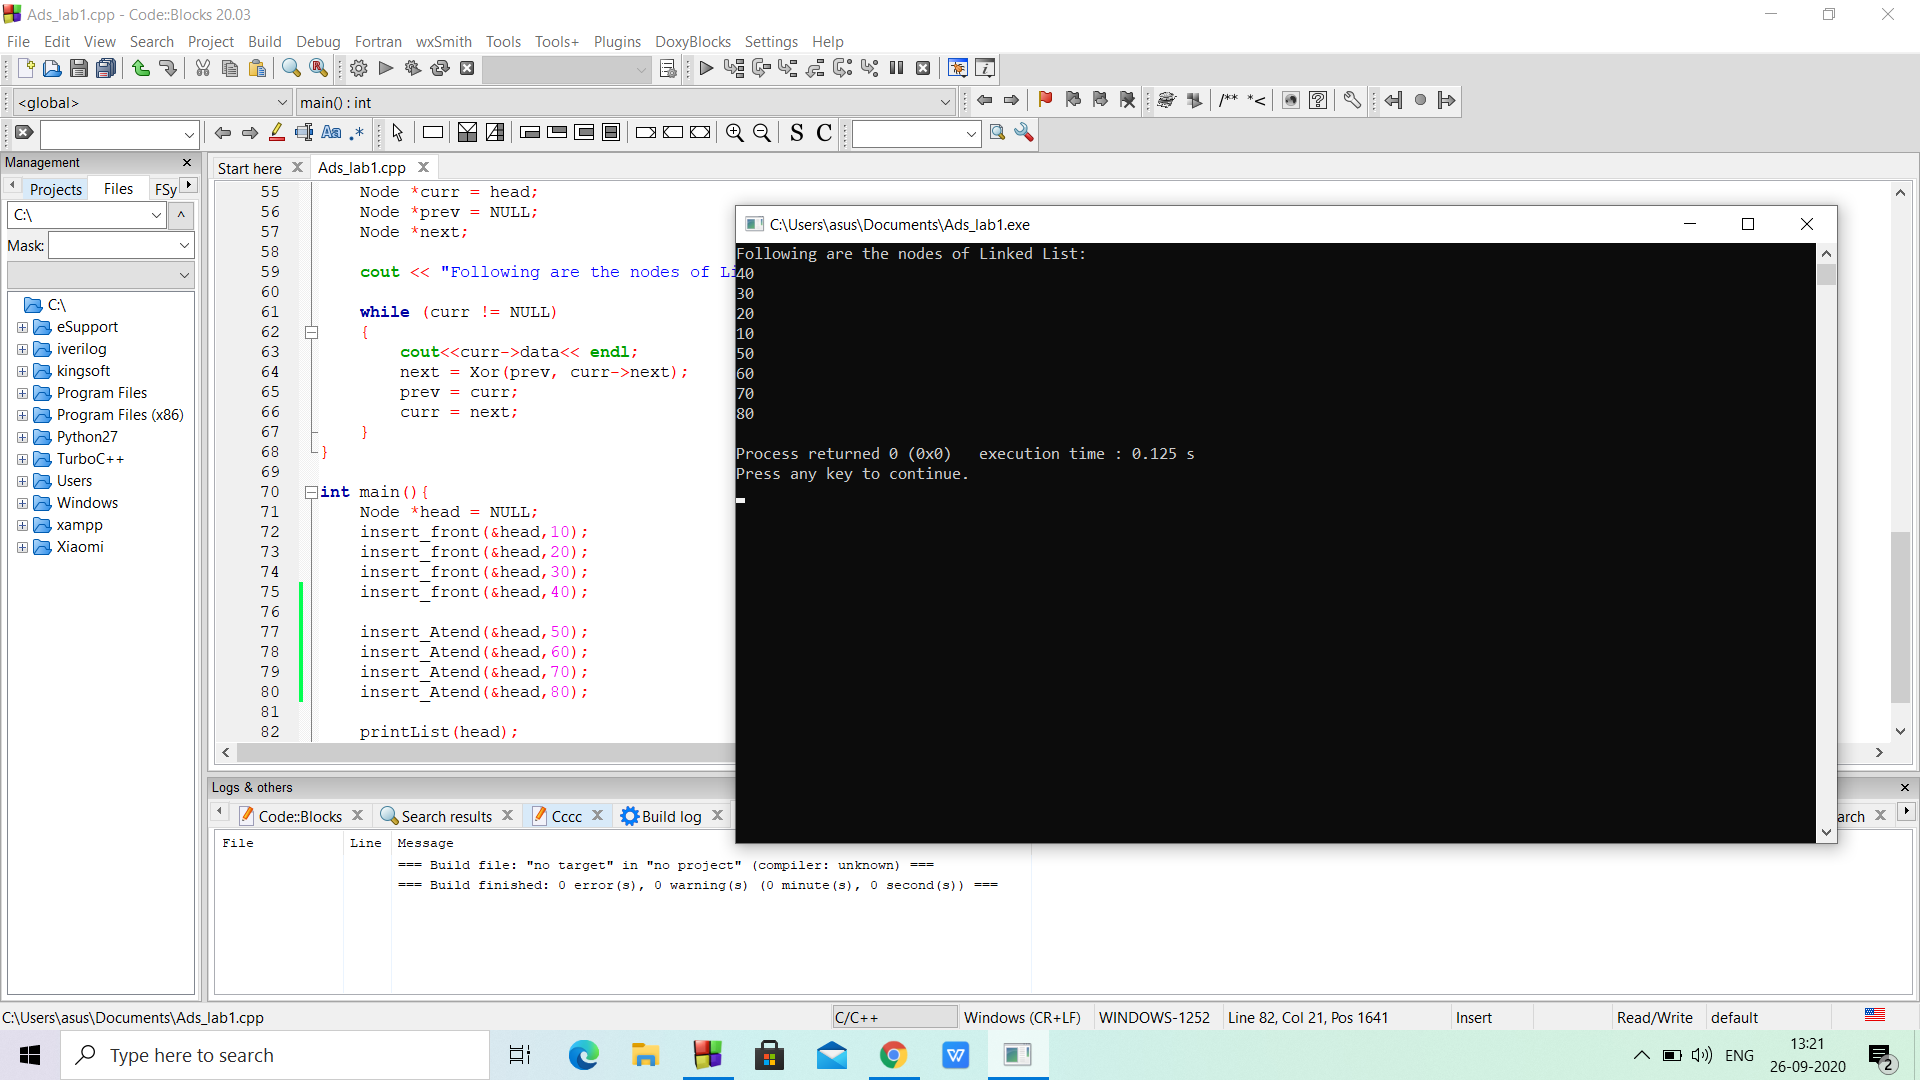 Ads_lab1.cpp - Code::Blocks 20.03
File Edit View Search Project Build Debug Fortran wxSmith Tools Tools+ Plugins DoxyBlocks Settings Help
<global> main() : int
/** *<
Aa .* S C
Management
Start here Ads_lab1.cpp
Projects Files FSy
C:\
Mask:
C:\
eSupport
iverilog
kingsoft
Program Files
Program Files (x86)
Python27
TurboC++
Users
Windows
xampp
Xiaomi
55 Node *curr = head;
56 Node *prev = NULL;
57 Node *next;
58
59 cout << "Following are the nodes of Li
60
61 while (curr != NULL)
62 {
63 cout<<curr->data<< endl;
64 next = Xor(prev, curr->next);
65 prev = curr;
66 curr = next;
67 }
68 }
69
70 int main(){
71 Node *head = NULL;
72 insert_front(&head,10);
73 insert_front(&head,20);
74 insert_front(&head,30);
75 insert_front(&head,40);
76
77 insert_Atend(&head,50);
78 insert_Atend(&head,60);
79 insert_Atend(&head,70);
80 insert_Atend(&head,80);
81
82 printList(head);
C:\Users\asus\Documents\Ads_lab1.exe
Following are the nodes of Linked List:
40
30
20
10
50
60
70
80
Process returned 0 (0x0) execution time : 0.125 s
Press any key to continue.
Logs & others
Code::Blocks Search results Cccc Build log arch
File Line Message
=== Build file: "no target" in "no project" (compiler: unknown) ===
=== Build finished: 0 error(s), 0 warning(s) (0 minute(s), 0 second(s)) ===
C:\Users\asus\Documents\Ads_lab1.cpp C/C++ Windows (CR+LF) WINDOWS-1252 Line 82, Col 21, Pos 1641 Insert Read/Write default
Type here to search
ENG
13:21
26-09-2020
2